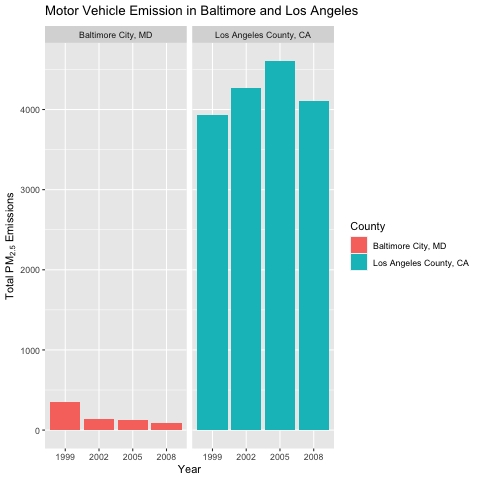 Motor Vehicle Emission in Baltimore and Los Angeles
Baltimore City, MD
Los Angeles County, CA
Total PM2.5 Emissions
4000
3000
2000
1000
0
1999 2002 2005 2008
1999 2002 2005 2008
Year
County
Baltimore City, MD
Los Angeles County, CA